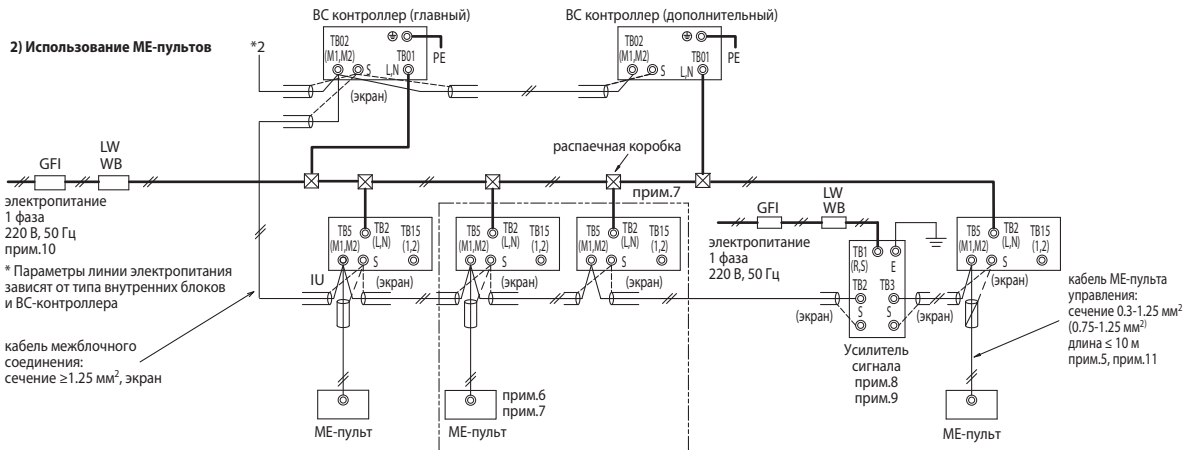 2) Использование МЕ-пультов
*2
ВС контроллер (главный)
TB02
(M1,M2)
S
TB01
L,N
PE
(экран)
ВС контроллер (дополнительный)
TB02
(M1,M2)
S
TB01
L,N
PE
GFI
LW
WB
распаечная коробка
прим.7
электропитание
1 фаза
220 В, 50 Гц
прим.10
* Параметры линии электропитания
зависят от типа внутренних блоков
и ВС-контроллера
кабель межблочного
соединения:
сечение ≥1.25 мм², экран
IU
TB5
(M1,M2)
TB2
(L,N)
TB15
(1,2)
S
(экран)
МЕ-пульт
TB5
(M1,M2)
TB2
(L,N)
TB15
(1,2)
S
(экран)
МЕ-пульт
прим.6
прим.7
TB5
(M1,M2)
TB2
(L,N)
TB15
(1,2)
S
(экран)
электропитание
1 фаза
220 В, 50 Гц
GFI
LW
WB
TB1
(R,S)
E
TB2
TB3
S
S
(экран)
(экран)
Усилитель
сигнала
прим.8
прим.9
TB5
(M1,M2)
TB2
(L,N)
TB15
(1,2)
S
(экран)
МЕ-пульт
кабель МЕ-пульта
управления:
сечение 0.3-1.25 мм²
(0.75-1.25 мм²)
длина ≤ 10 м
прим.5, прим.11